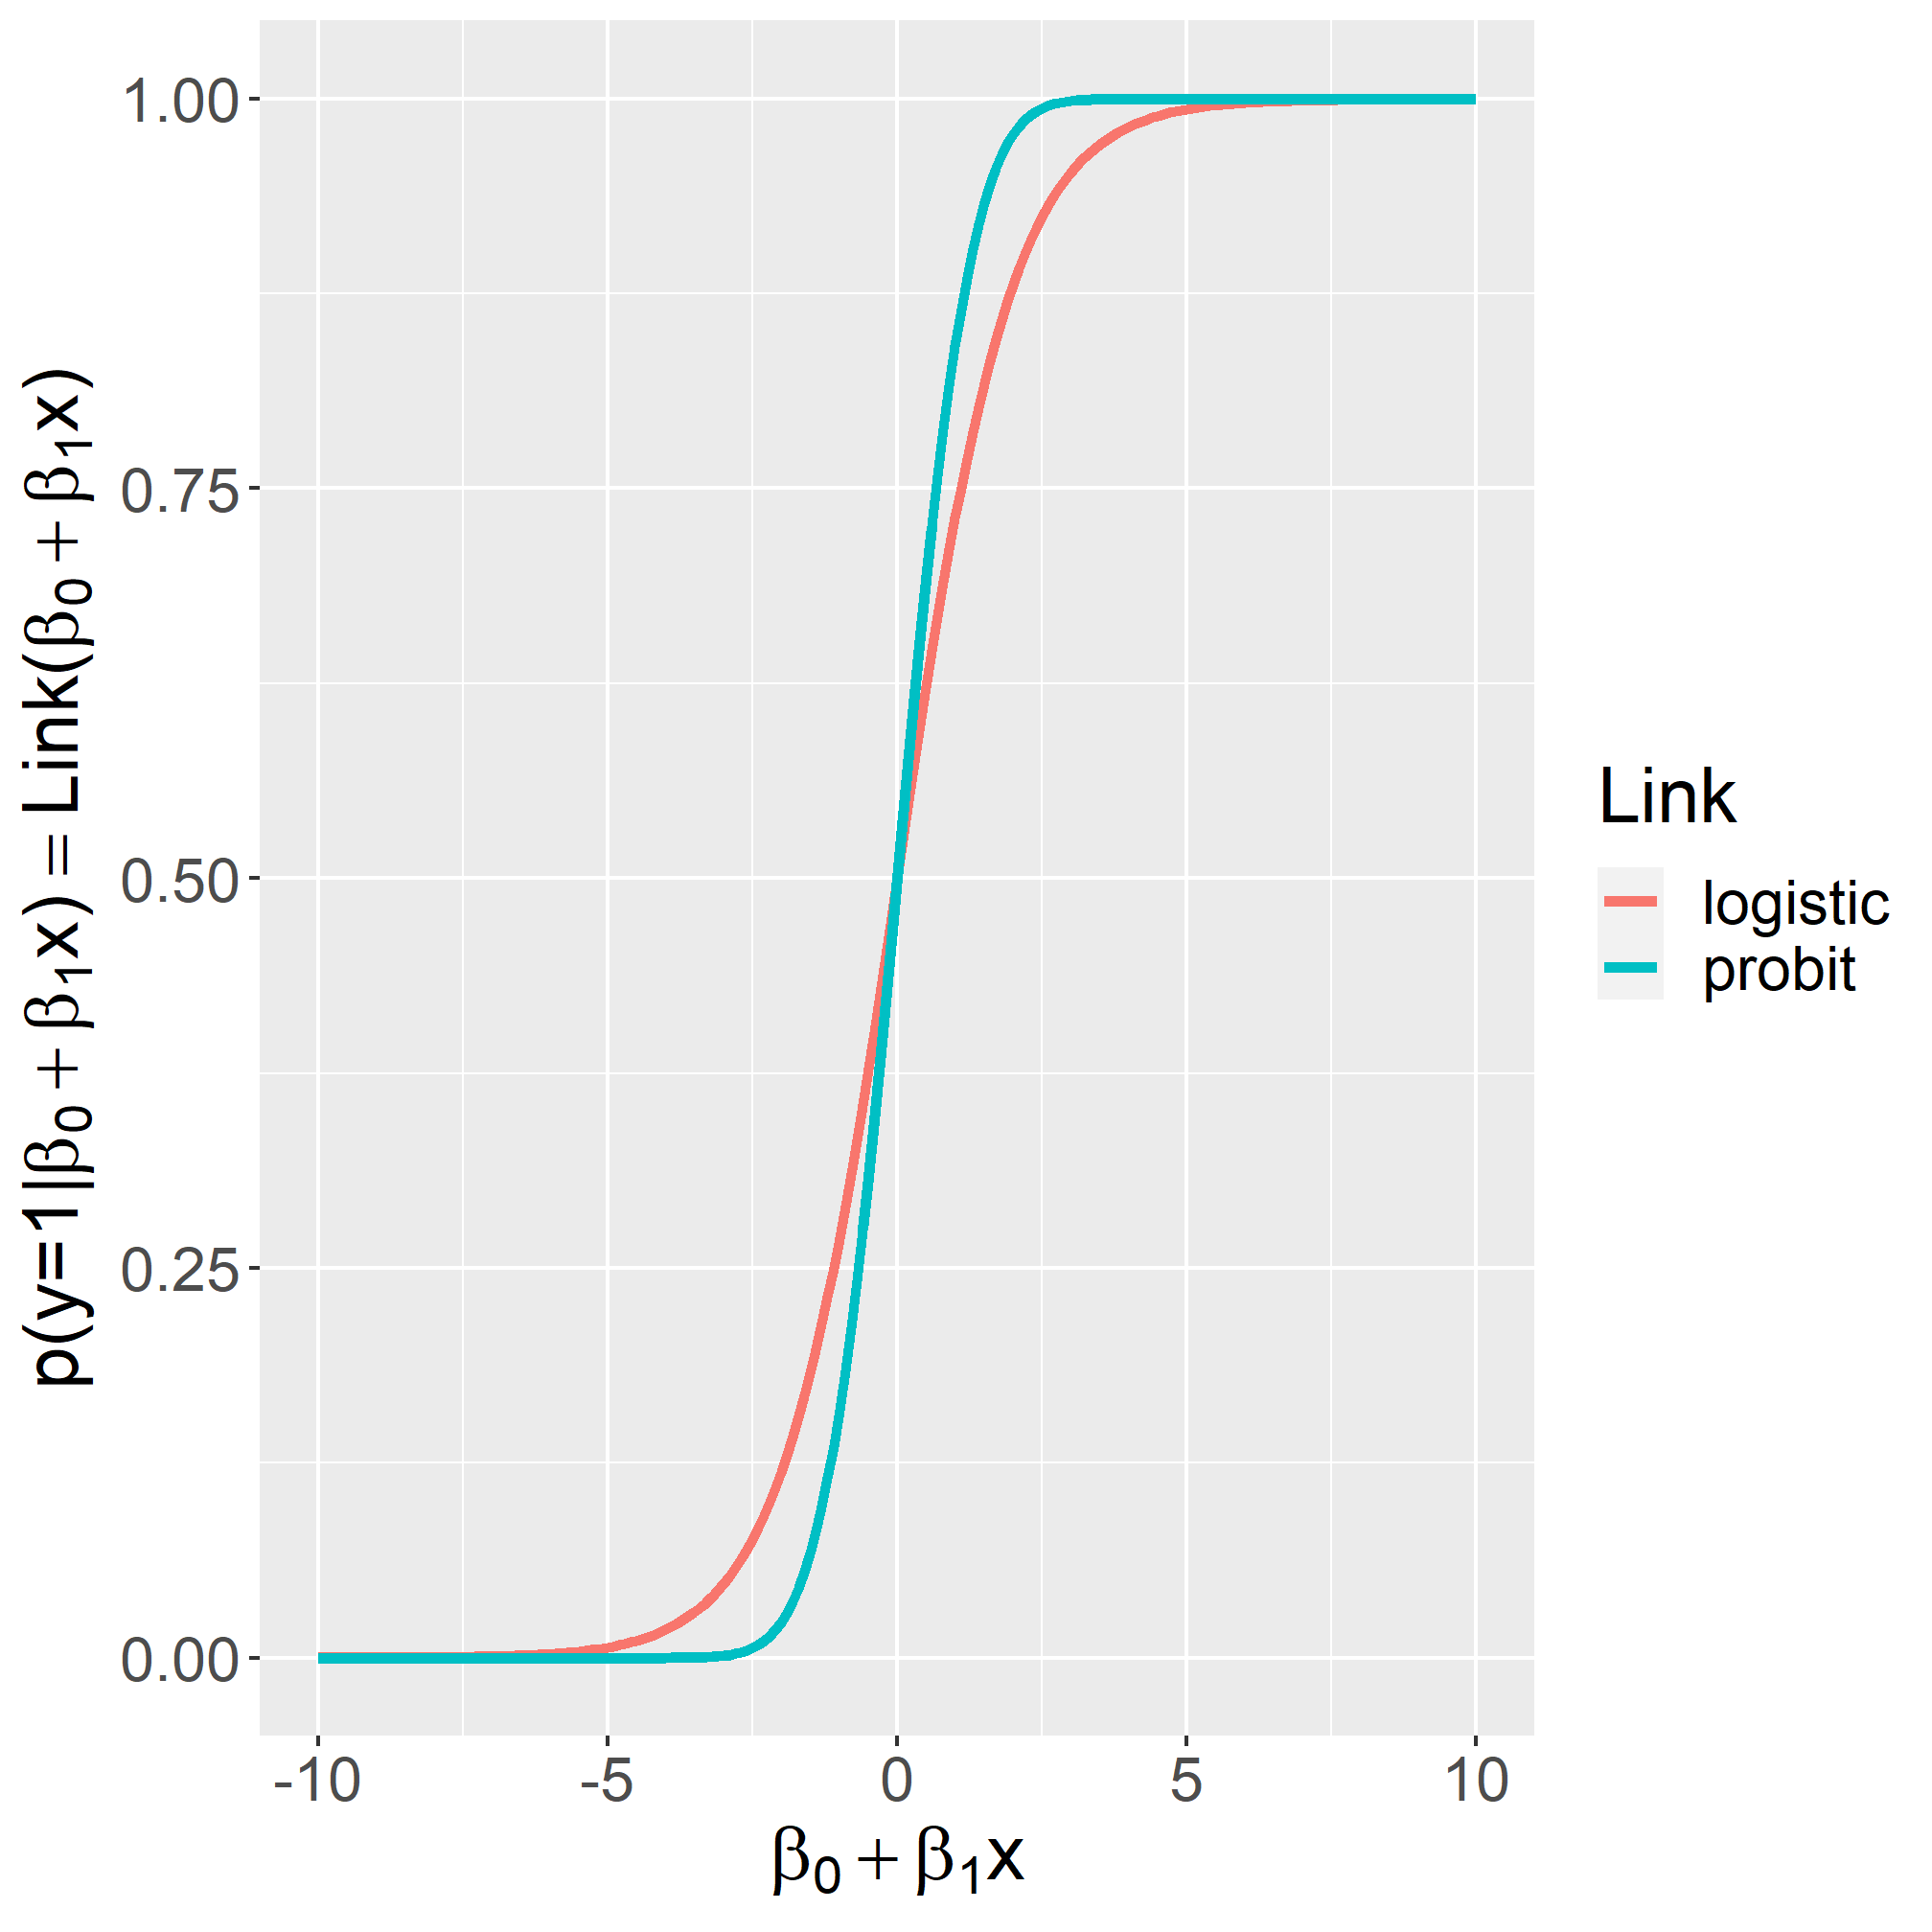 p(y=1|β₀ + β₁x) = Link(β₀ + β₁x)
1.00
0.75
0.50
0.25
0.00
-10
-5
0
5
10
β₀ + β₁x
Link
logistic
probit